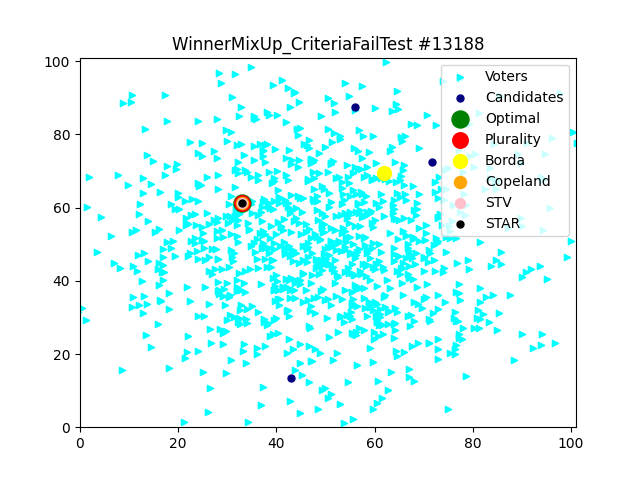 WinnerMixUp_CriteriaFailTest #13188
100
80
60
40
20
0
0
20
40
60
80
100
Voters
Candidates
Optimal
Plurality
Borda
Copeland
STV
STAR